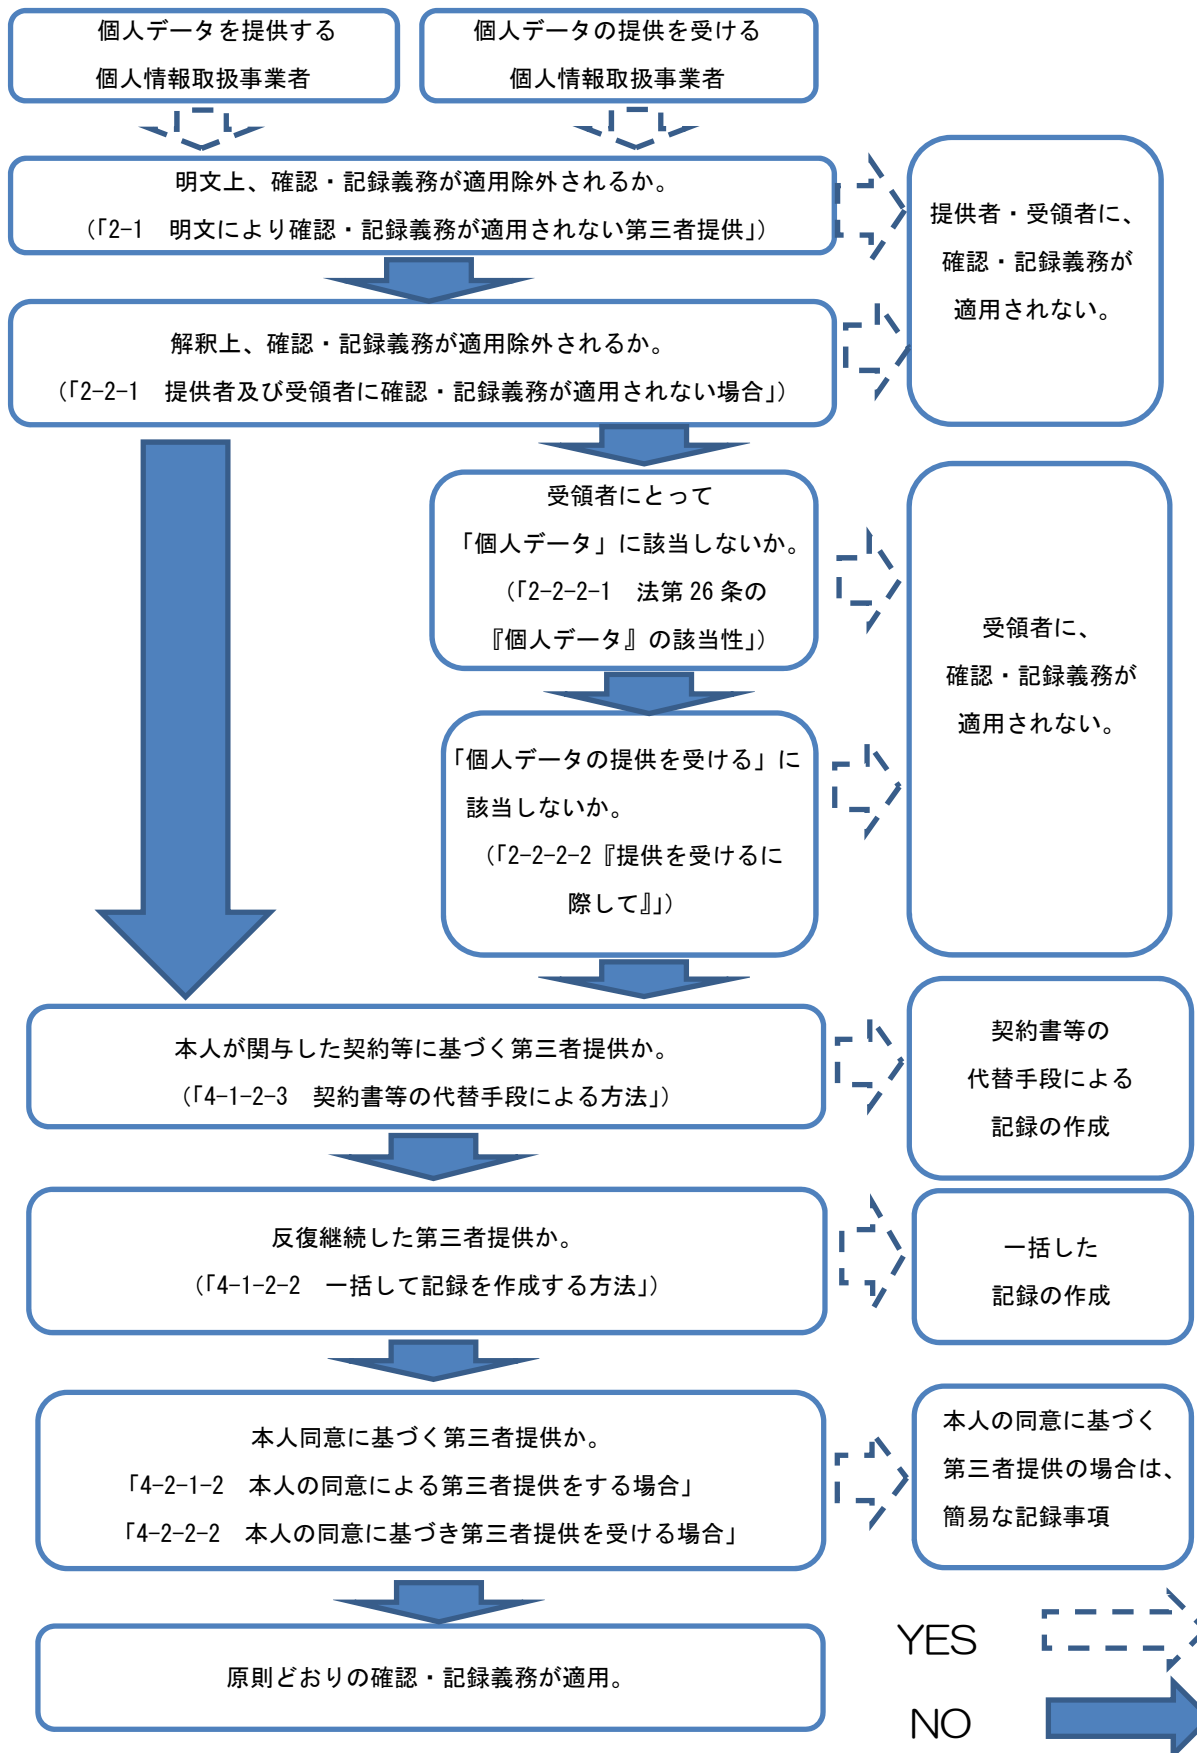 個人データを提供する
個人情報取扱事業者
個人データの提供を受ける
個人情報取扱事業者
明文上、確認・記録義務が適用除外されるか。
(「2-1　明文により確認・記録義務が適用されない第三者提供」)
提供者・受領者に、
確認・記録義務が
適用されない。
解釈上、確認・記録義務が適用除外されるか。
(「2-2-1　提供者及び受領者に確認・記録義務が適用されない場合」)
受領者にとって
「個人データ」に該当しないか。
(「2-2-2-1　法第 26 条の
『個人データ』の該当性」)
受領者に、
確認・記録義務が
適用されない。
「個人データの提供を受ける」に
該当しないか。
(「2-2-2-2『提供を受けるに
際して』」)
本人が関与した契約等に基づく第三者提供か。
(「4-1-2-3　契約書等の代替手段による方法」)
契約書等の
代替手段による
記録の作成
反復継続した第三者提供か。
(「4-1-2-2　一括して記録を作成する方法」)
一括した
記録の作成
本人同意に基づく第三者提供か。
「4-2-1-2　本人の同意による第三者提供をする場合」
「4-2-2-2　本人の同意に基づき第三者提供を受ける場合」
本人の同意に基づく
第三者提供の場合は、
簡易な記録事項
原則どおりの確認・記録義務が適用。
YES
NO